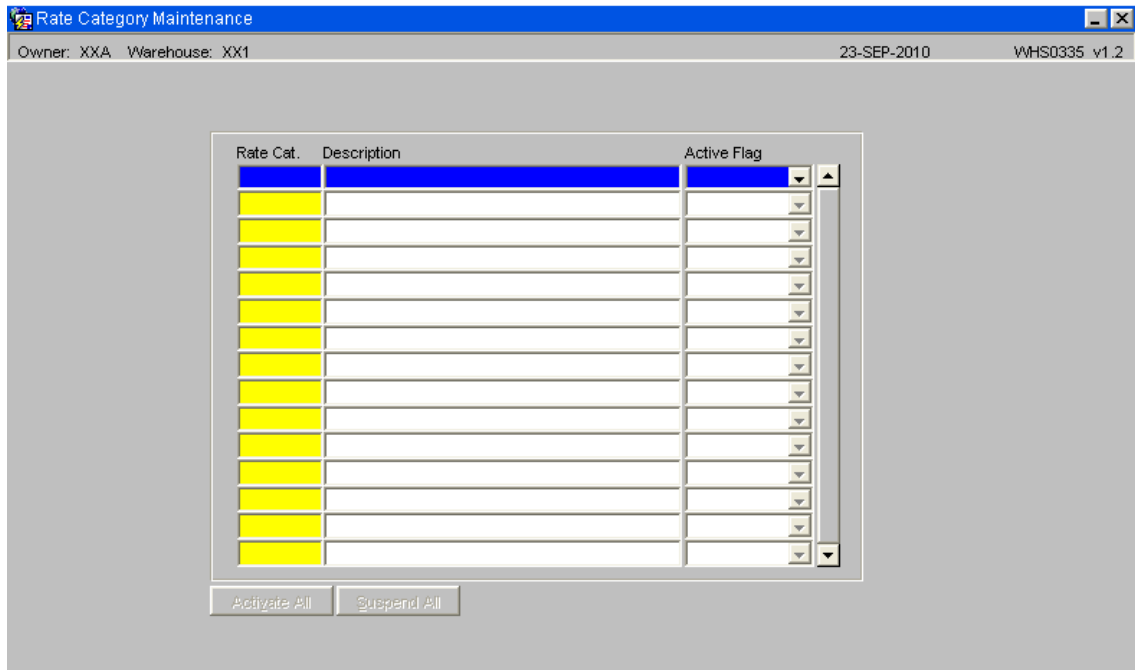 Rate Category Maintenance
Owner: XXA Warehouse: XX1 23-SEP-2010 WHS0335 v1.2
Rate Cat. Description Active Flag
Activate All Suspend All